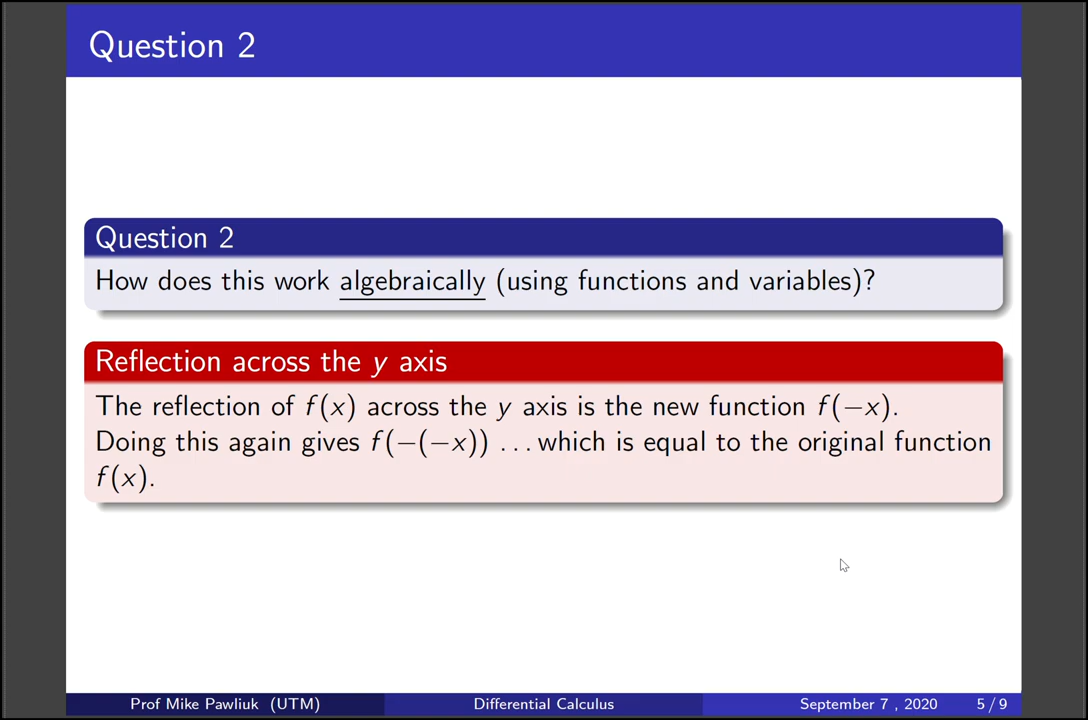 Question 2
Question 2
How does this work algebraically (using functions and variables)?
Reflection across the y axis
The reflection of f(x) across the y axis is the new function f(−x).
Doing this again gives f(−(−x)) ...which is equal to the original function
f(x).
Prof Mike Pawliuk (UTM) Differential Calculus September 7 , 2020 5 / 9